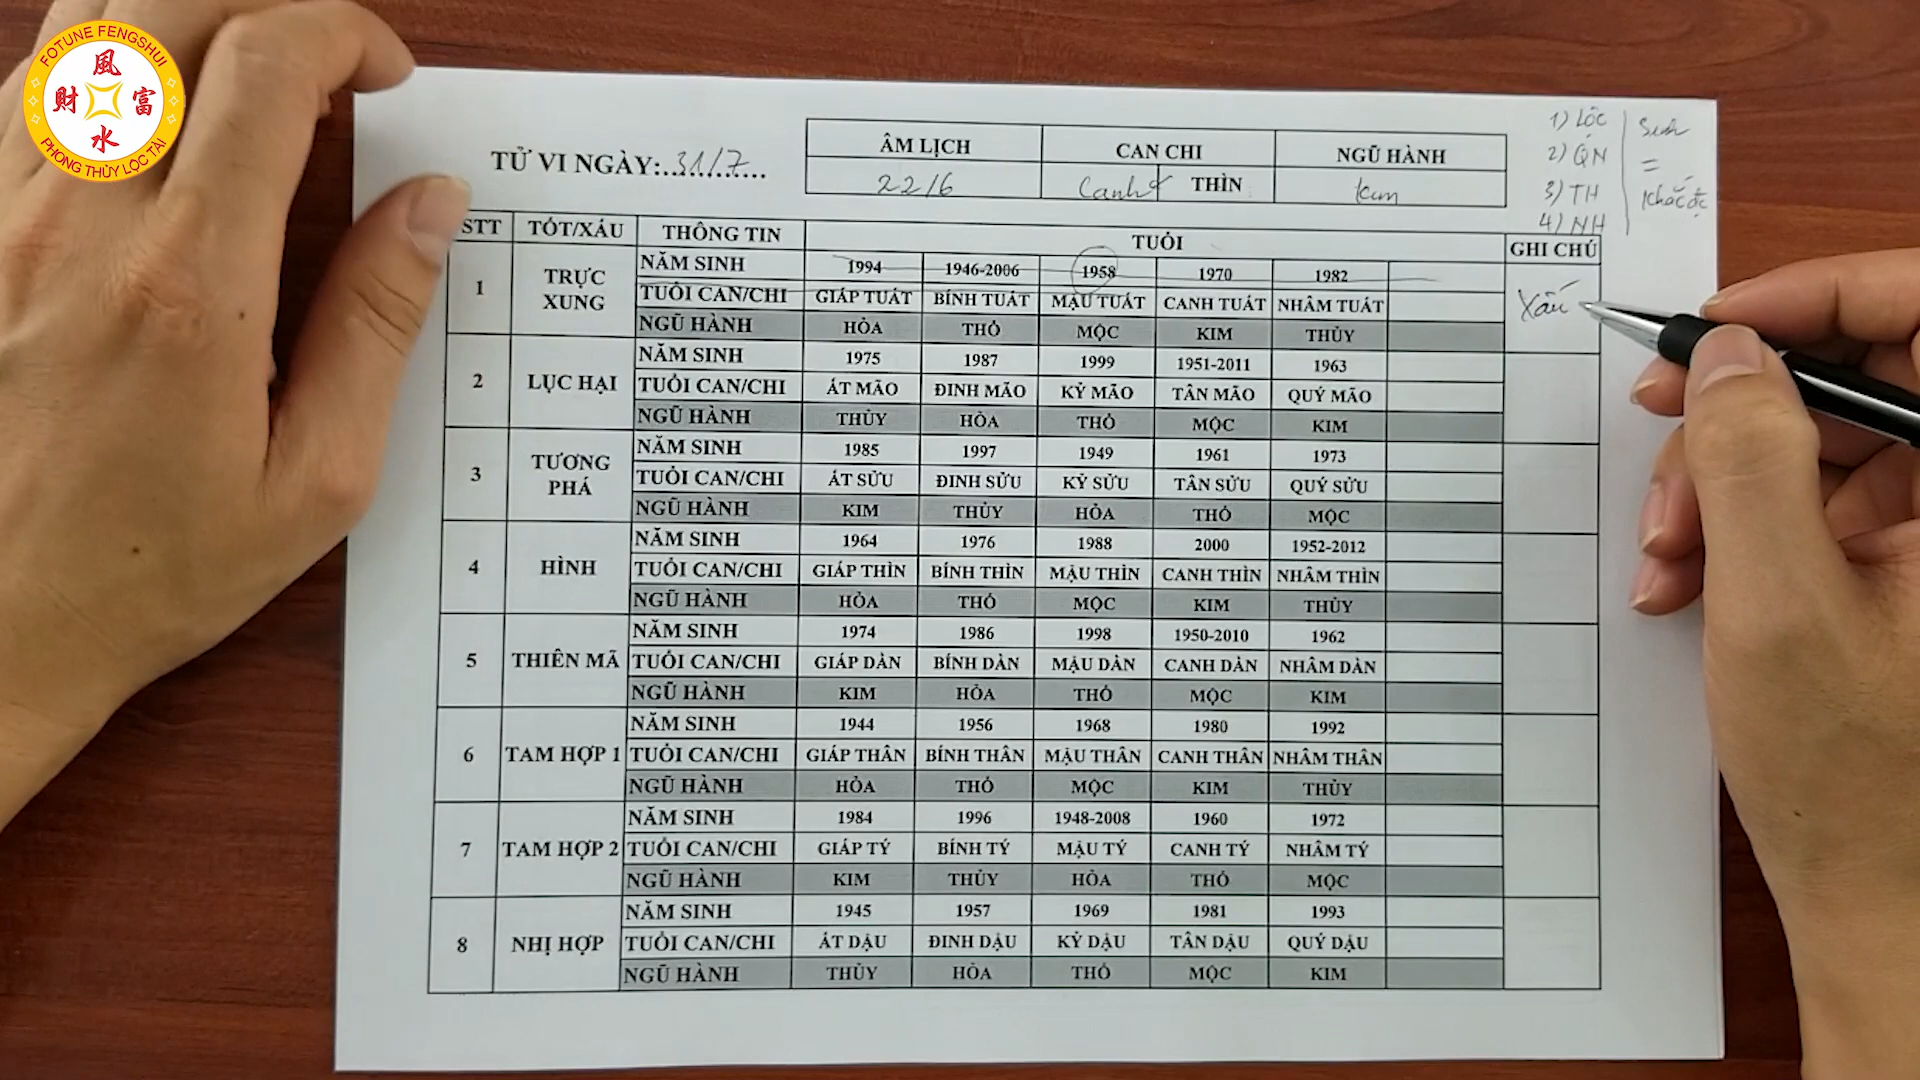 FOTUNE FENGSHUI
風
財 富
水
PHONG THỦY LỘC TÀI
TỬ VI NGÀY:.31/7............
ÂM LỊCH CAN CHI NGŨ HÀNH
22/6 Canh THÌN Kim
1) LỘC
2) QN
3) TH
4) NH
Sinh
=
Khắc đc
STT TỐT/XẤU THÔNG TIN TUỔI GHI CHÚ
1 TRỰC XUNG Xấu
NĂM SINH 1994 1946-2006 1958 1970 1982
TUỔI CAN/CHI GIÁP TUẤT BÍNH TUẤT MẬU TUẤT CANH TUẤT NHÂM TUẤT
NGŨ HÀNH HỎA THỔ MỘC KIM THỦY
2 LỤC HẠI
NĂM SINH 1975 1987 1999 1951-2011 1963
TUỔI CAN/CHI ẤT MÃO ĐINH MÃO KỶ MÃO TÂN MÃO QUÝ MÃO
NGŨ HÀNH THỦY HỎA THỔ MỘC KIM
3 TƯƠNG PHÁ
NĂM SINH 1985 1997 1949 1961 1973
TUỔI CAN/CHI ẤT SỬU ĐINH SỬU KỶ SỬU TÂN SỬU QUÝ SỬU
NGŨ HÀNH KIM THỦY HỎA THỔ MỘC
4 HÌNH
NĂM SINH 1964 1976 1988 2000 1952-2012
TUỔI CAN/CHI GIÁP THÌN BÍNH THÌN MẬU THÌN CANH THÌN NHÂM THÌN
NGŨ HÀNH HỎA THỔ MỘC KIM THỦY
5 THIÊN MÃ
NĂM SINH 1974 1986 1998 1950-2010 1962
TUỔI CAN/CHI GIÁP DẦN BÍNH DẦN MẬU DẦN CANH DẦN NHÂM DẦN
NGŨ HÀNH KIM HỎA THỔ MỘC KIM
6 TAM HỢP 1
NĂM SINH 1944 1956 1968 1980 1992
TUỔI CAN/CHI GIÁP THÂN BÍNH THÂN MẬU THÂN CANH THÂN NHÂM THÂN
NGŨ HÀNH HỎA THỔ MỘC KIM THỦY
7 TAM HỢP 2
NĂM SINH 1984 1996 1948-2008 1960 1972
TUỔI CAN/CHI GIÁP TÝ BÍNH TÝ MẬU TÝ CANH TÝ NHÂM TÝ
NGŨ HÀNH KIM THỦY HỎA THỔ MỘC
8 NHỊ HỢP
NĂM SINH 1945 1957 1969 1981 1993
TUỔI CAN/CHI ẤT DẬU ĐINH DẬU KỶ DẬU TÂN DẬU QUÝ DẬU
NGŨ HÀNH THỦY HỎA THỔ MỘC KIM